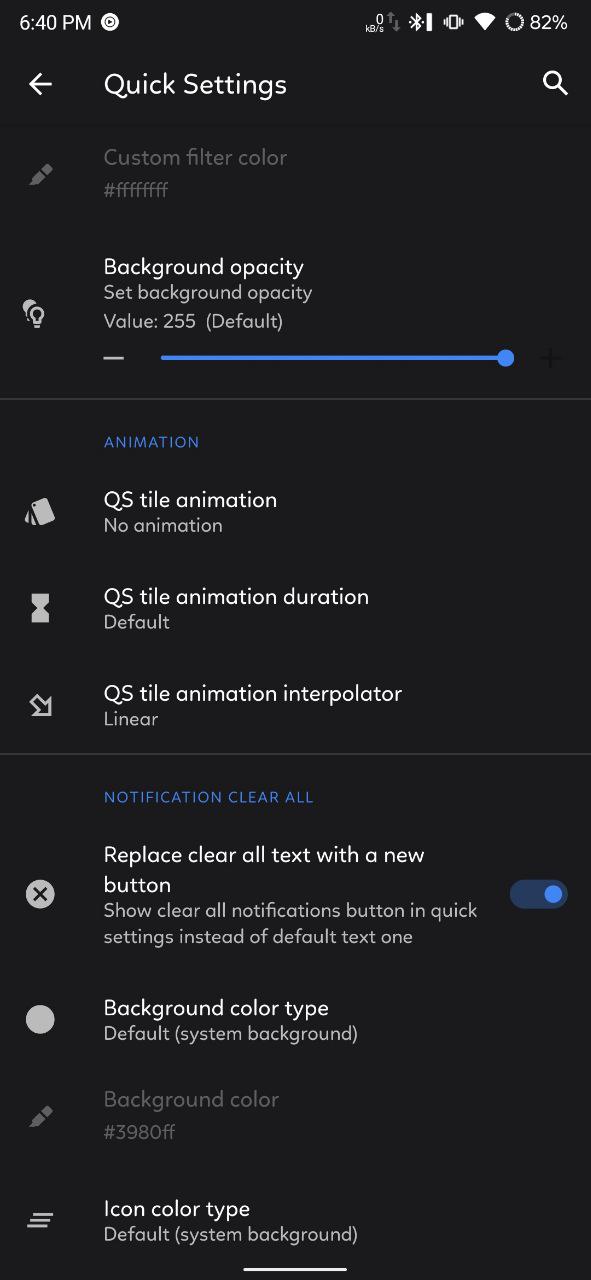 6:40 PM
0
kB/s
82%
Quick Settings
Custom filter color
#ffffffff
Background opacity
Set background opacity
Value: 255 (Default)
ANIMATION
QS tile animation
No animation
QS tile animation duration
Default
QS tile animation interpolator
Linear
NOTIFICATION CLEAR ALL
Replace clear all text with a new
button
Show clear all notifications button in quick
settings instead of default text one
Background color type
Default (system background)
Background color
#3980ff
Icon color type
Default (system background)